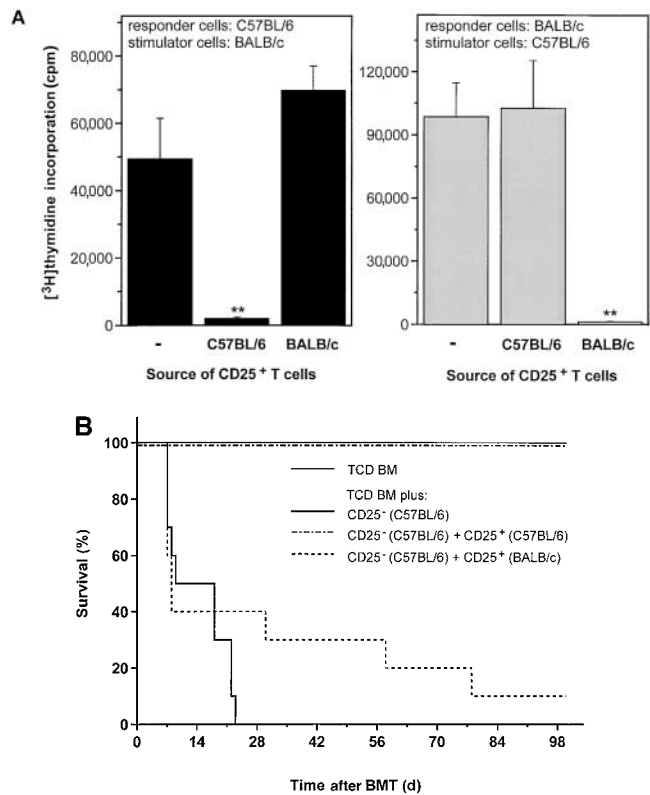 A
responder cells: C57BL/6
stimulator cells: BALB/c
responder cells: BALB/c
stimulator cells: C57BL/6
[³H]thymidine incorporation (cpm)
80,000
60,000
40,000
20,000
0
**
- C57BL/6 BALB/c
Source of CD25⁺ T cells
120,000
90,000
60,000
30,000
0
**
- C57BL/6 BALB/c
Source of CD25⁺ T cells
B
Survival (%)
100
80
60
40
20
0
TCD BM
TCD BM plus:
CD25⁻ (C57BL/6)
CD25⁻ (C57BL/6) + CD25⁺ (C57BL/6)
CD25⁻ (C57BL/6) + CD25⁺ (BALB/c)
0 14 28 42 56 70 84 98
Time after BMT (d)